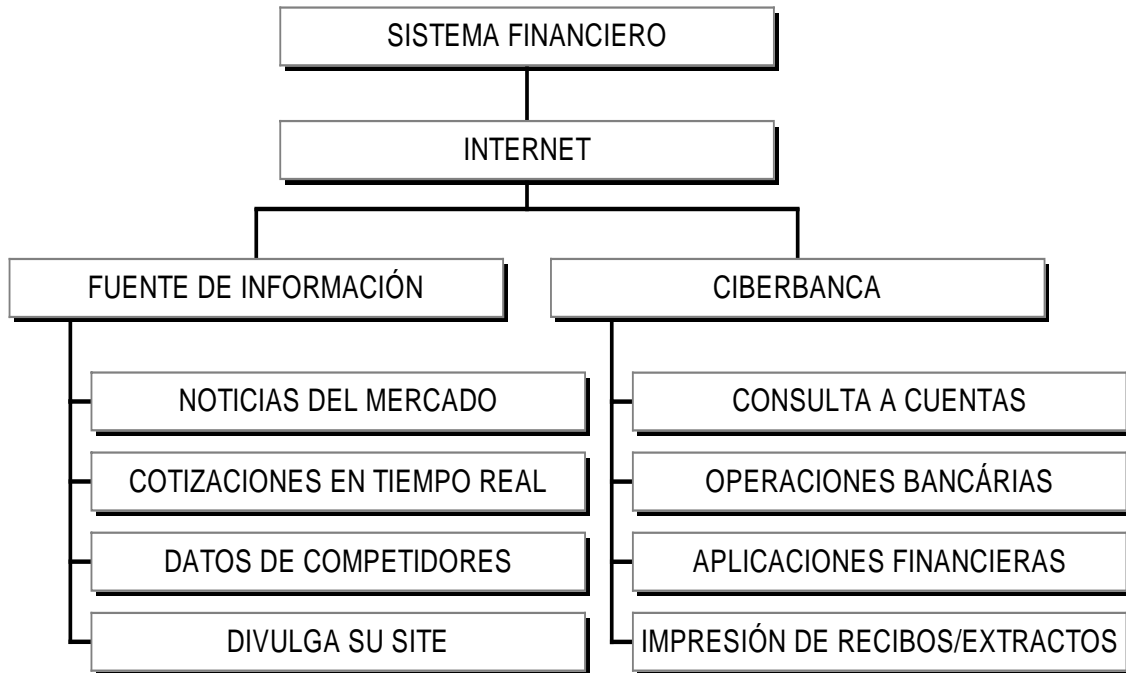 SISTEMA FINANCIERO
INTERNET
FUENTE DE INFORMACIÓN
NOTICIAS DEL MERCADO
COTIZACIONES EN TIEMPO REAL
DATOS DE COMPETIDORES
DIVULGA SU SITE
CIBERBANCA
CONSULTA A CUENTAS
OPERACIONES BANCÁRIAS
APLICACIONES FINANCIERAS
IMPRESIÓN DE RECIBOS/EXTRACTOS